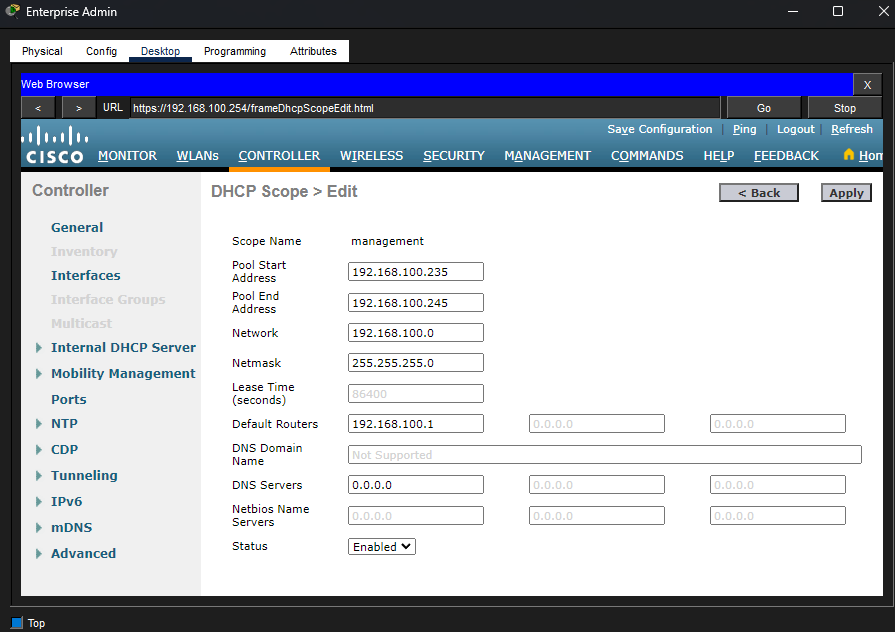 Enterprise Admin
Physical Config Desktop Programming Attributes
Web Browser X
< > URL https://192.168.100.254/frameDhcpScopeEdit.html Go Stop
Save Configuration | Ping | Logout | Refresh
CISCO MONITOR WLANs CONTROLLER WIRELESS SECURITY MANAGEMENT COMMANDS HELP FEEDBACK Hon
Controller
General
Inventory
Interfaces
Interface Groups
Multicast
Internal DHCP Server
Mobility Management
Ports
NTP
CDP
Tunneling
IPv6
mDNS
Advanced
DHCP Scope > Edit < Back Apply
Scope Name management
Pool Start
Address 192.168.100.235
Pool End
Address 192.168.100.245
Network 192.168.100.0
Netmask 255.255.255.0
Lease Time
(seconds) 86400
Default Routers 192.168.100.1 0.0.0.0 0.0.0.0
DNS Domain
Name Not Supported
DNS Servers 0.0.0.0 0.0.0.0 0.0.0.0
Netbios Name
Servers 0.0.0.0 0.0.0.0 0.0.0.0
Status Enabled
Top